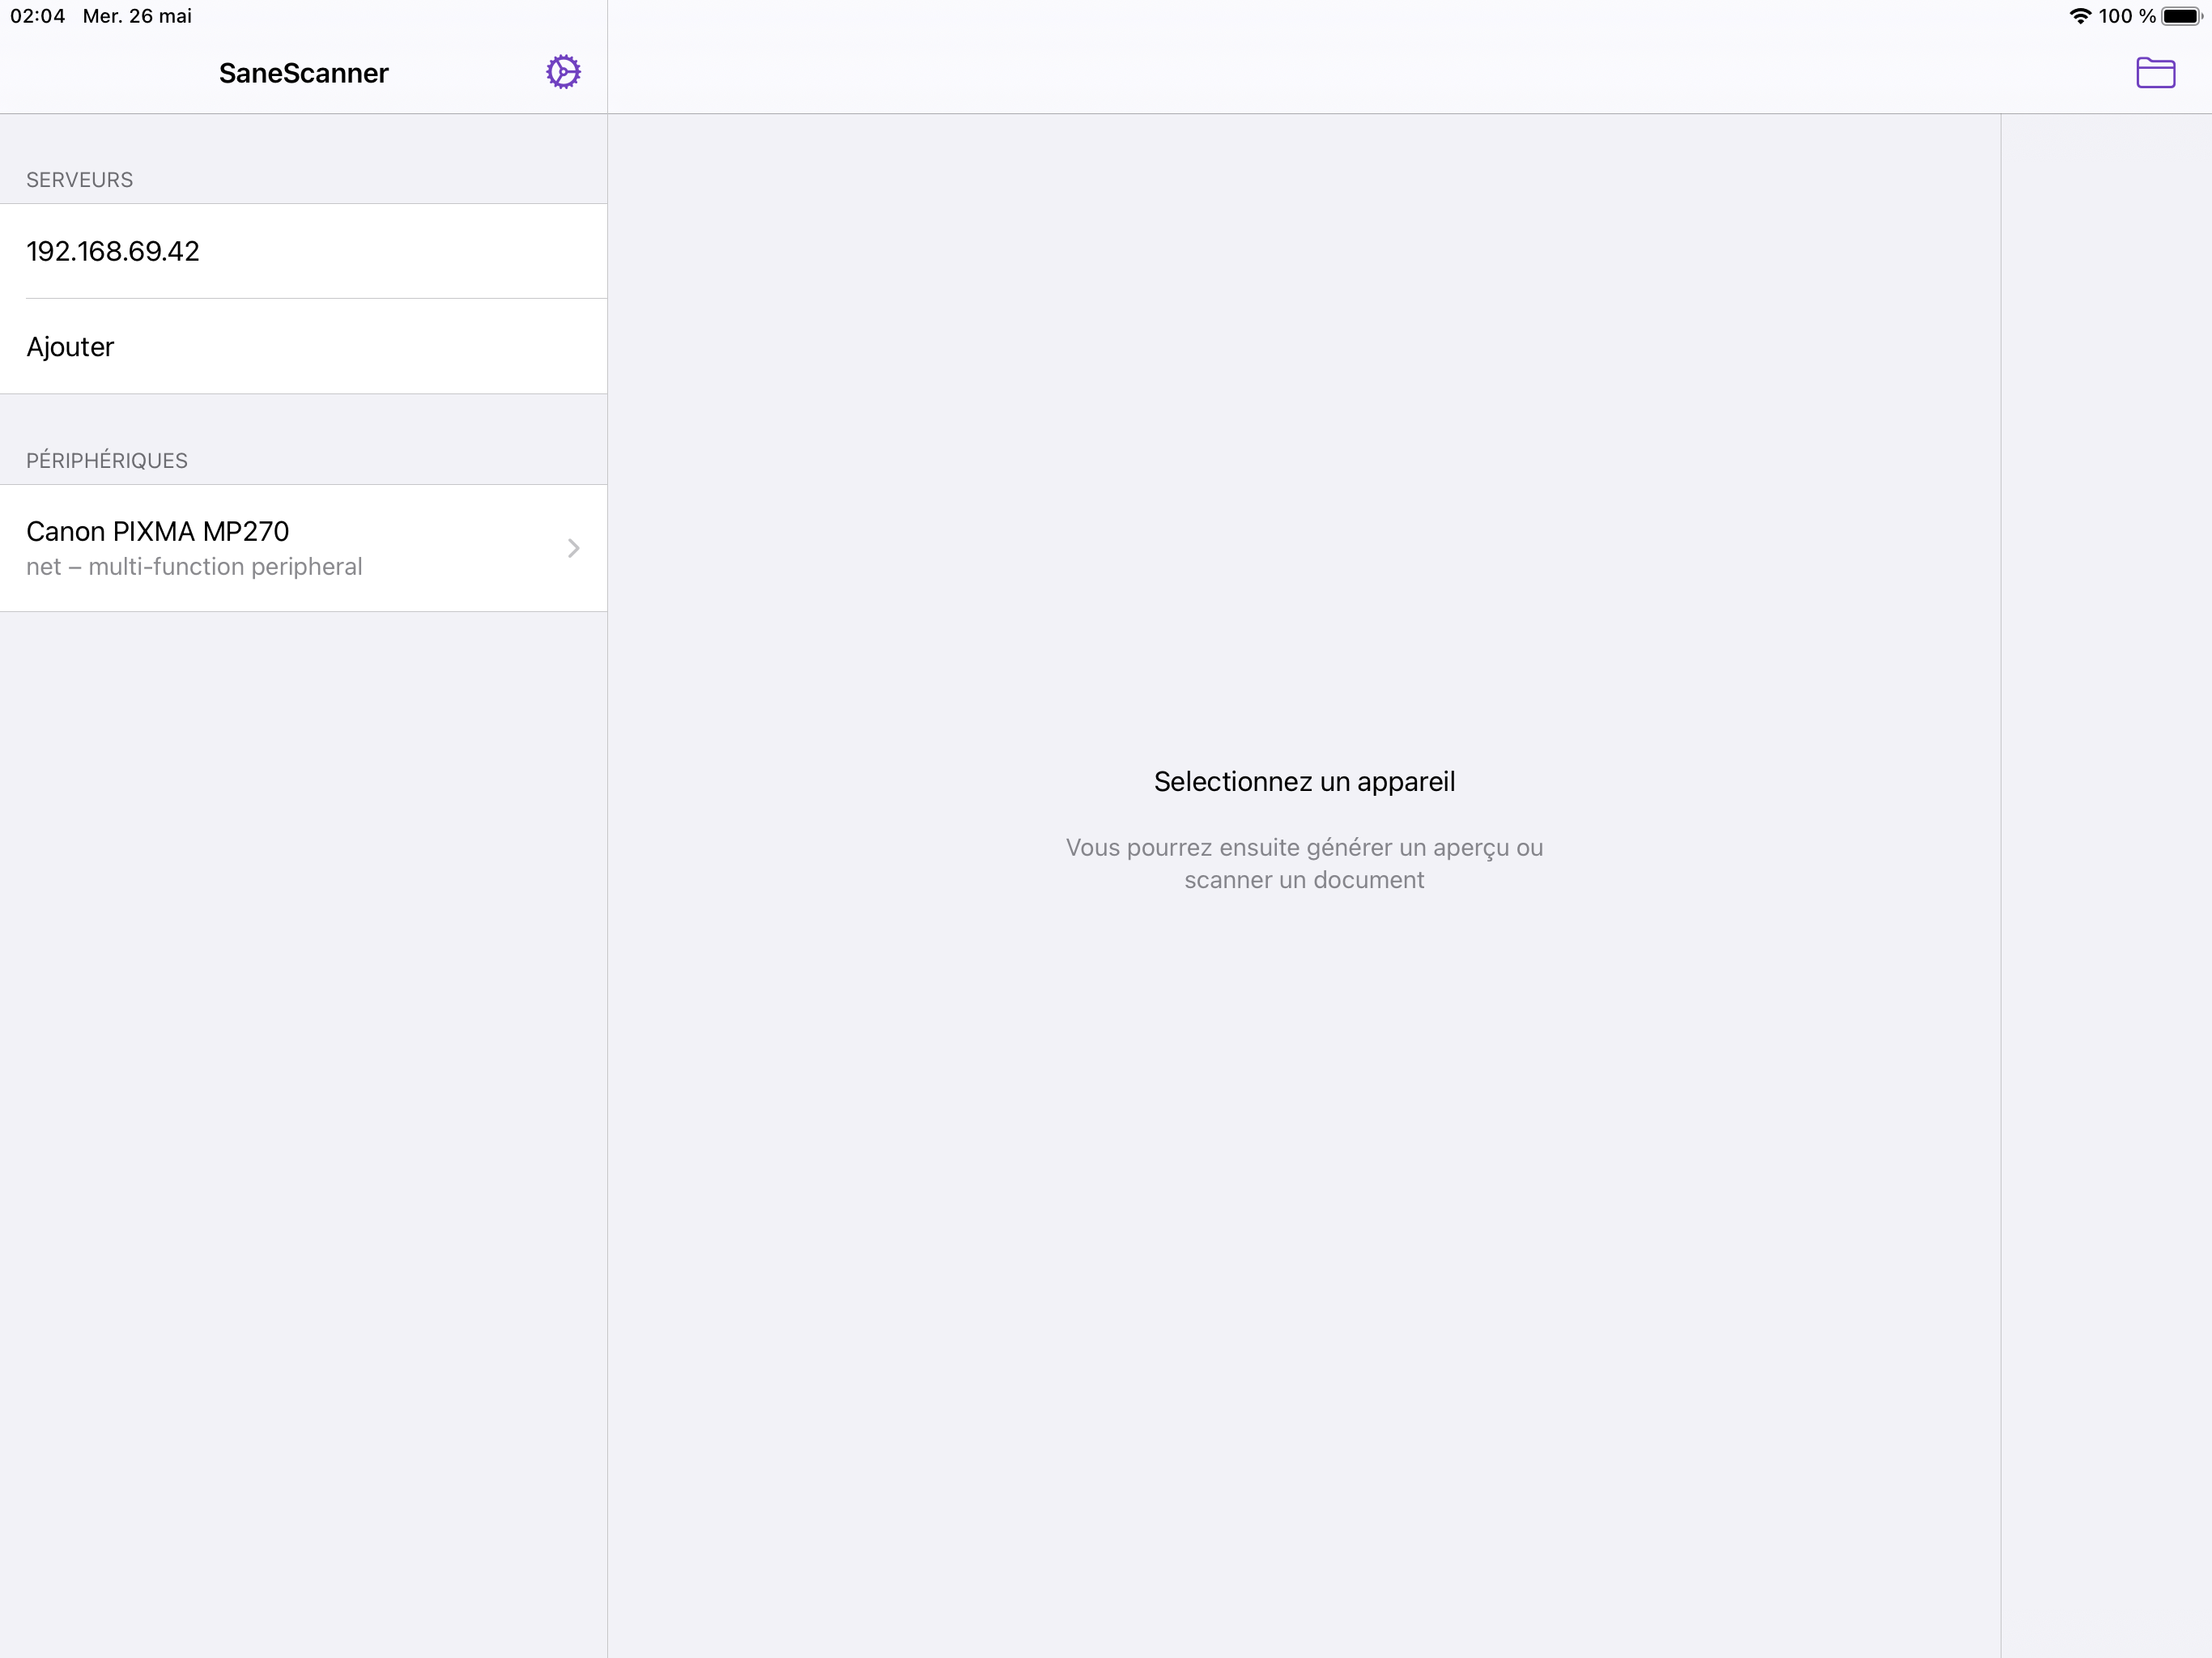 02:04 Mer. 26 mai
100 %
SaneScanner
SERVEURS
192.168.69.42
Ajouter
PÉRIPHÉRIQUES
Canon PIXMA MP270
net – multi-function peripheral
Selectionnez un appareil
Vous pourrez ensuite générer un aperçu ou
scanner un document